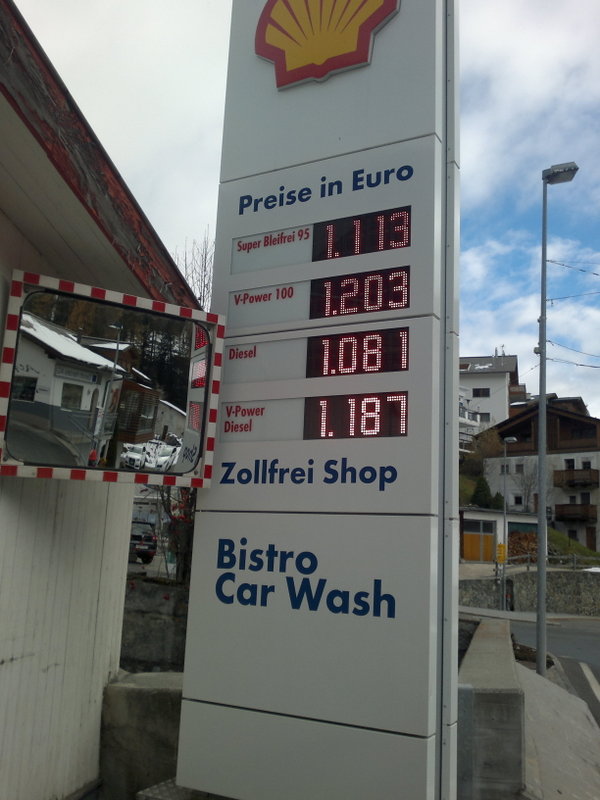 Preise in Euro
Super Bleifrei 95 1.113
V-Power 100 1.203
Diesel 1.081
V-Power
Diesel 1.187
Zollfrei Shop
Bistro
Car Wash